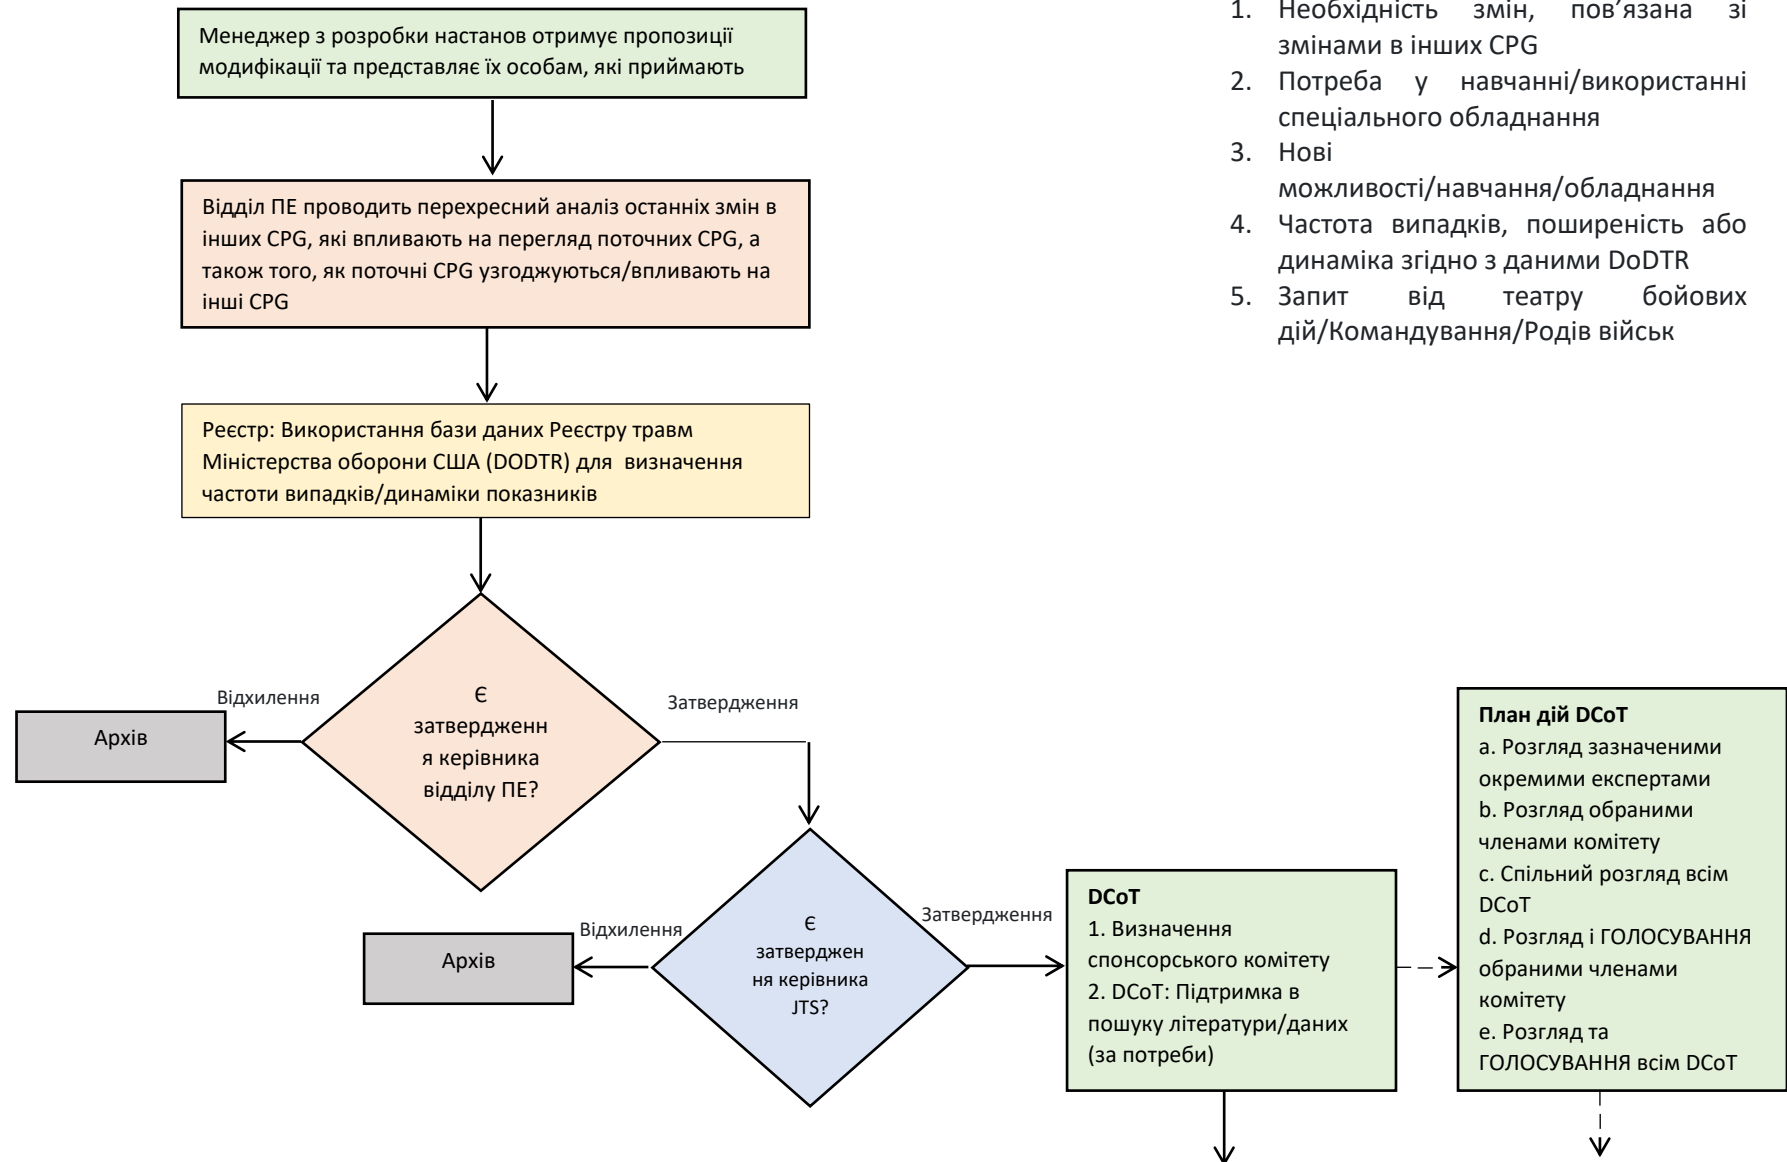 Менеджер з розробки настанов отримує пропозиції
модифікації та представляє їх особам, які приймають
Відділ ПЕ проводить перехресний аналіз останніх змін в
інших CPG, які впливають на перегляд поточних CPG, а
також того, як поточні CPG узгоджуються/впливають на
інші CPG
Реєстр: Використання бази даних Реєстру травм
Міністерства оборони США (DODTR) для визначення
частоти випадків/динаміки показників
1. Необхідність змін, пов’язана зі
змінами в інших CPG
2. Потреба у навчанні/використанні
спеціального обладнання
3. Нові
можливості/навчання/обладнання
4. Частота випадків, поширеність або
динаміка згідно з даними DoDTR
5. Запит від театру бойових
дій/Командування/Родів військ
Відхилення
Архів
Є
затвердженн
я керівника
відділу ПЕ?
Затвердження
Відхилення
Архів
Є
затверджен
ня керівника
JTS?
Затвердження
DCoT
1. Визначення
спонсорського комітету
2. DCoT: Підтримка в
пошуку літератури/даних
(за потреби)
План дій DCoT
a. Розгляд зазначеними
окремими експертами
b. Розгляд обраними
членами комітету
c. Спільний розгляд всім
DCoT
d. Розгляд і ГОЛОСУВАННЯ
обраними членами
комітету
e. Розгляд та
ГОЛОСУВАННЯ всім DCoT